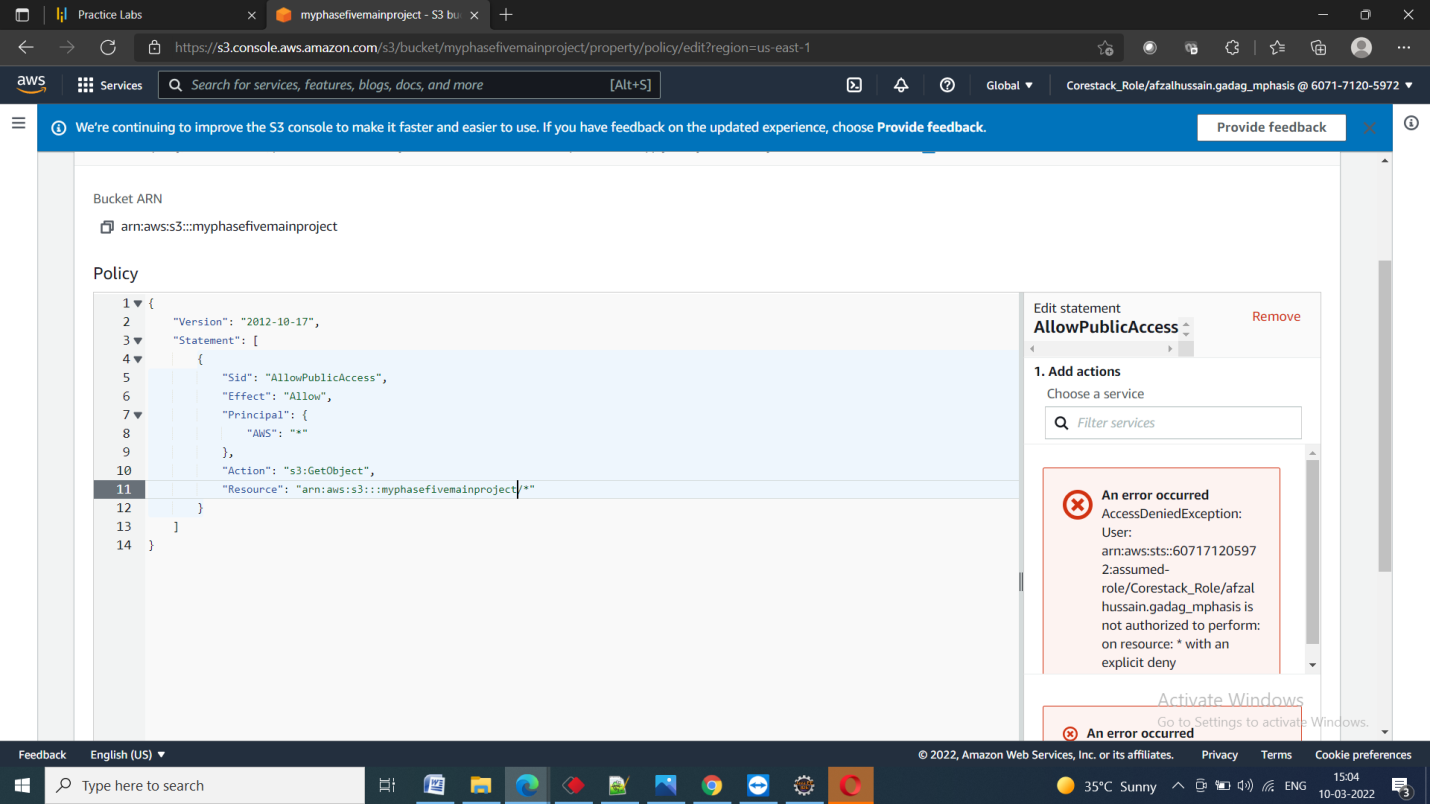 Practice Labs
myphasefivemainproject - S3 bu
https://s3.console.aws.amazon.com/s3/bucket/myphasefivemainproject/property/policy/edit?region=us-east-1
aws
Services
Search for services, features, blogs, docs, and more
[Alt+S]
Global
Corestack_Role/afzalhussain.gadag_mphasis @ 6071-7120-5972
We're continuing to improve the S3 console to make it faster and easier to use. If you have feedback on the updated experience, choose Provide feedback.
Provide feedback
Bucket ARN
arn:aws:s3:::myphasefivemainproject
Policy
1 {
2 "Version": "2012-10-17",
3 "Statement": [
4 {
5 "Sid": "AllowPublicAccess",
6 "Effect": "Allow",
7 "Principal": {
8 "AWS": "*"
9 },
10 "Action": "s3:GetObject",
11 "Resource": "arn:aws:s3:::myphasefivemainproject/*"
12 }
13 ]
14 }
Edit statement
AllowPublicAccess
Remove
1. Add actions
Choose a service
Filter services
An error occurred
AccessDeniedException:
User:
arn:aws:sts::60717120597
2:assumed-
role/Corestack_Role/afzal
hussain.gadag_mphasis is
not authorized to perform:
on resource: * with an
explicit deny
An error occurred
Activate Windows
Go to Settings to activate Windows.
Feedback
English (US)
© 2022, Amazon Web Services, Inc. or its affiliates.
Privacy
Terms
Cookie preferences
Type here to search
35°C Sunny
ENG
15:04
10-03-2022
3